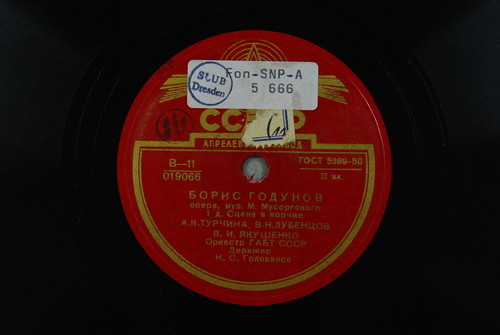 Fon-SNP-A
5 666
SLUB
Dresden
СССР
АПРЕЛЕВСКИЙ ЗАВОД
В—11
019066
ГОСТ 5289-50
II кл.
БОРИС ГОДУНОВ
опера, муз. М. Мусоргского
I д. Сцена в корчме
А.И.ТУРЧИНА, В.Н.ЛУБЕНЦОВ
В. И. ЯКУШЕНКО
Оркестр ГАБТ СССР
Дирижер
Н. С. Голованов